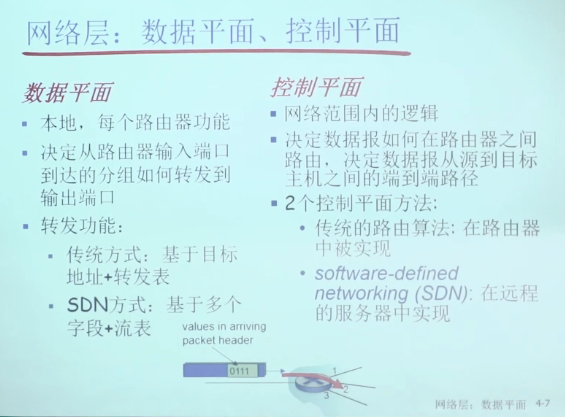 网络层：数据平面、控制平面
数据平面
本地，每个路由器功能
决定从路由器输入端口
到达的分组如何转发到
输出端口
转发功能：
传统方式：基于目标
地址+转发表
SDN方式：基于多个
字段+流表
控制平面
网络范围内的逻辑
决定数据报如何在路由器之间
路由，决定数据报从源到目标
主机之间的端到端路径
2个控制平面方法:
传统的路由算法: 在路由器
中被实现
software-defined
networking (SDN): 在远程
的服务器中实现
values in arriving
packet header
0111
1
2
3
网络层：数据平面 4-7